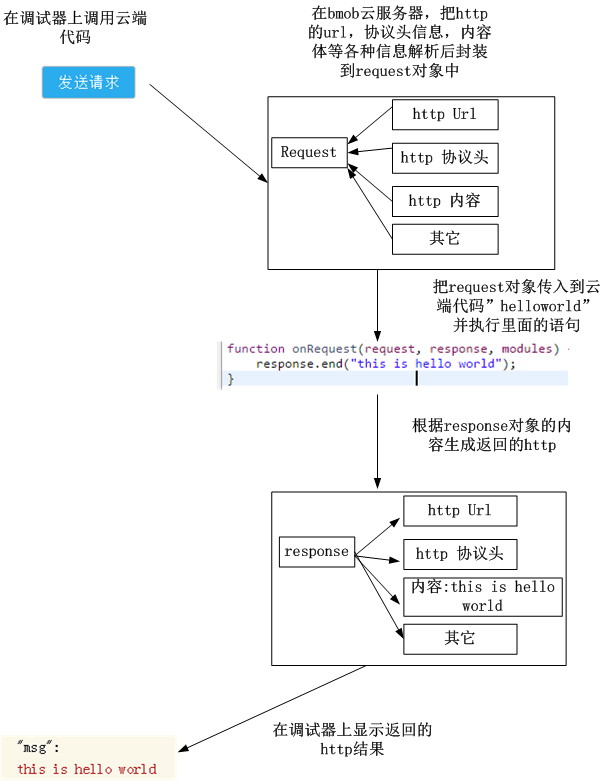 在调试器上调用云端
代码
发送请求
在bmob云服务器，把http
的url，协议头信息，内容
体等各种信息解析后封装
到request对象中
Request
http Url
http 协议头
http 内容
其它
把request对象传入到云
端代码”helloworld”
并执行里面的语句
function onRequest(request, response, modules)
response.end("this is hello world");
}
根据response对象的内
容生成返回的http
response
http Url
http 协议头
内容:this is hello
world
其它
在调试器上显示返回的
http结果
"msg":
this is hello world